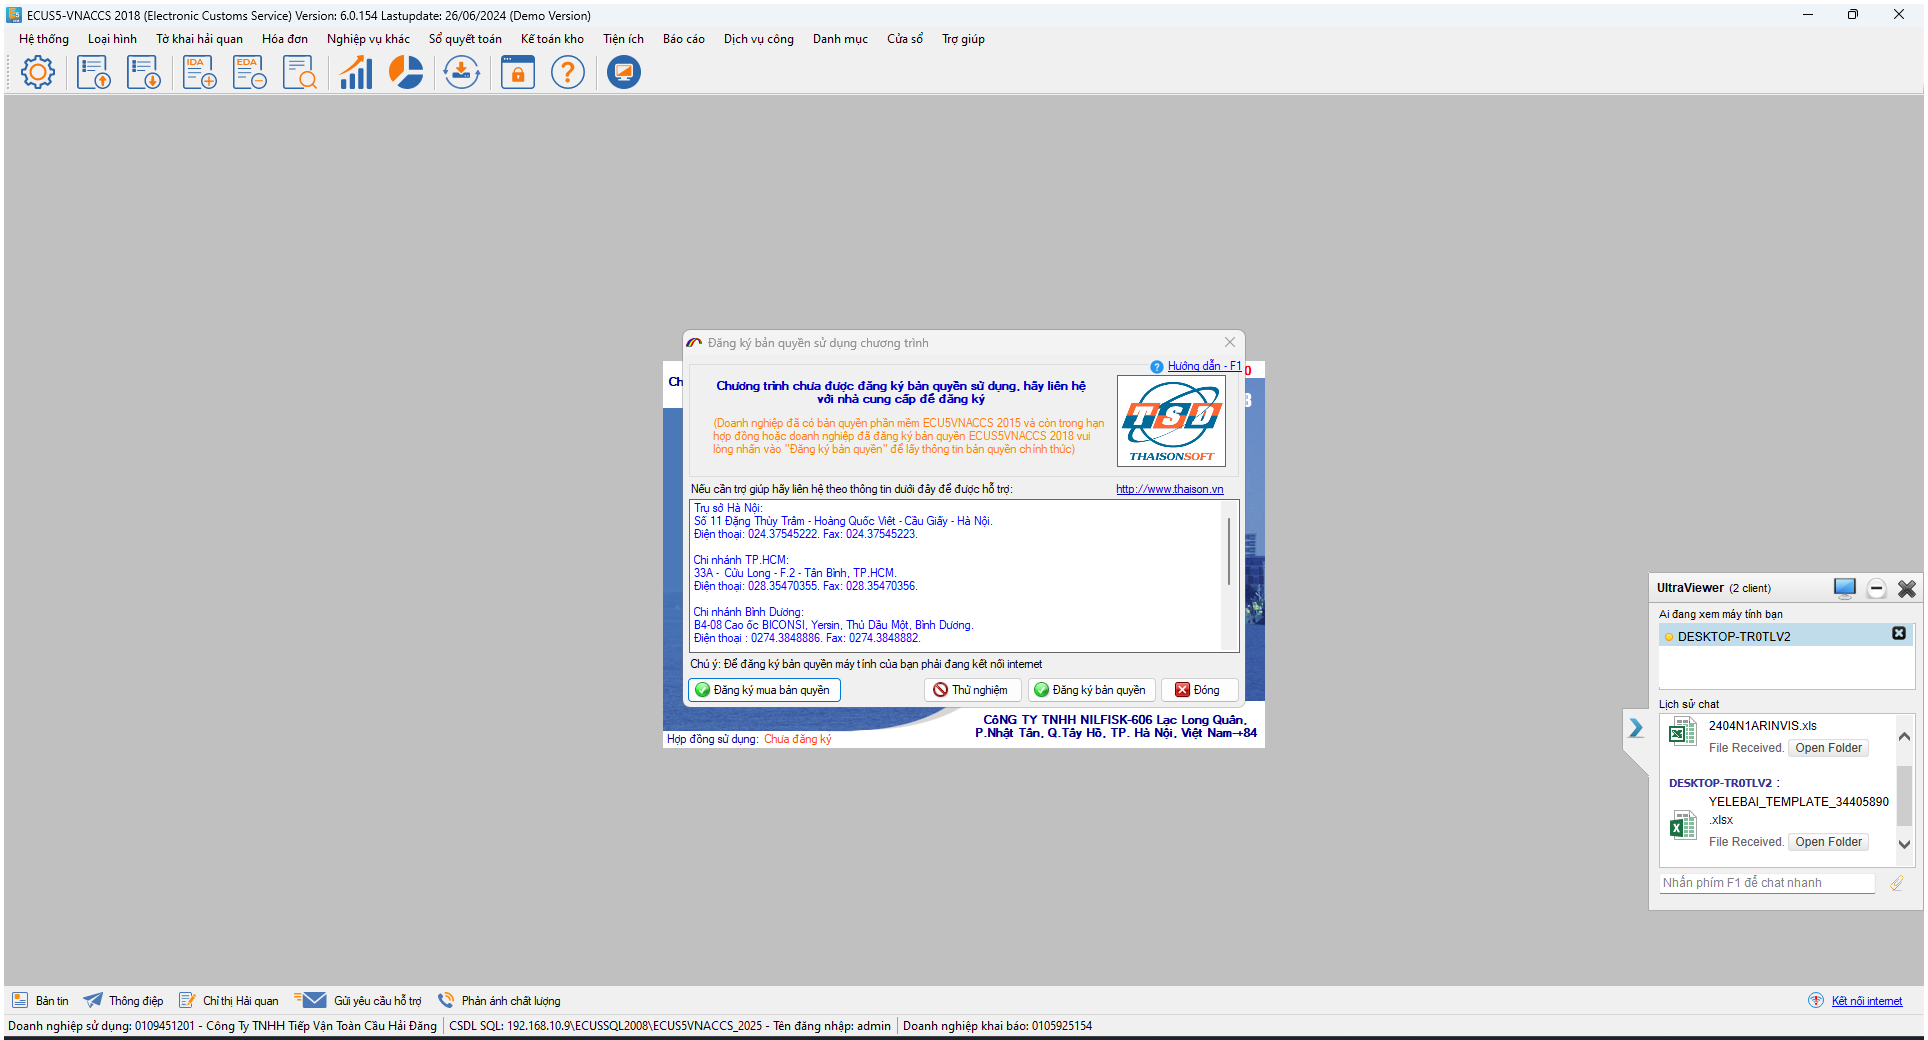 ECUS5-VNACCS 2018 (Electronic Customs Service) Version: 6.0.154 Lastupdate: 26/06/2024 (Demo Version)
Hệ thống Loại hình Tờ khai hải quan Hóa đơn Nghiệp vụ khác Sổ quyết toán Kế toán kho Tiện ích Báo cáo Dịch vụ công Danh mục Cửa sổ Trợ giúp
IDA EDA
Đăng ký bản quyền sử dụng chương trình
Hướng dẫn - F1
Ch
0
Chương trình chưa được đăng ký bản quyền sử dụng, hãy liên hệ
với nhà cung cấp để đăng ký
(Doanh nghiệp đã có bản quyền phần mềm ECU5VNACCS 2015 và còn trong hạn
hợp đồng hoặc doanh nghiệp đã đăng ký bản quyền ECUS5VNACCS 2018 vui
lòng nhấn vào "Đăng ký bản quyền" để lấy thông tin bản quyền chính thức)
TSD
THAISONSOFT
Nếu cần trợ giúp hãy liên hệ theo thông tin dưới đây để được hỗ trợ:
http://www.thaison.vn
Trụ sở Hà Nội:
Số 11 Đặng Thùy Trâm - Hoàng Quốc Việt - Cầu Giấy - Hà Nội.
Điện thoại: 024.37545222. Fax: 024.37545223.
Chi nhánh TP.HCM:
33A - Cửu Long - F.2 - Tân Bình, TP.HCM.
Điện thoại: 028.35470355. Fax: 028.35470356.
Chi nhánh Bình Dương:
B4-08 Cao ốc BICONSI, Yersin, Thủ Dầu Một, Bình Dương.
Điện thoại : 0274.3848886. Fax: 0274.3848882.
Chú ý: Để đăng ký bản quyền máy tính của bạn phải đang kết nối internet
Đăng ký mua bản quyền Thử nghiệm Đăng ký bản quyền Đóng
CôNG TY TNHH NILFISK-606 Lạc Long Quân,
P.Nhật Tân, Q.Tây Hồ, TP. Hà Nội, Việt Nam-+84
Hợp đồng sử dụng: Chưa đăng ký
UltraViewer (2 client)
Ai đang xem máy tính bạn
DESKTOP-TR0TLV2
Lịch sử chat
2404N1ARINVIS.xls
File Received. Open Folder
DESKTOP-TR0TLV2 :
YELEBAI_TEMPLATE_34405890
.xlsx
File Received. Open Folder
Nhấn phím F1 để chat nhanh
Bản tin Thông điệp Chỉ thị Hải quan Gửi yêu cầu hỗ trợ Phản ánh chất lượng Kết nối internet
Doanh nghiệp sử dụng: 0109451201 - Công Ty TNHH Tiếp Vận Toàn Cầu Hải Đăng CSDL SQL: 192.168.10.9\ECUSSQL2008\ECUS5VNACCS_2025 - Tên đăng nhập: admin Doanh nghiệp khai báo: 0105925154